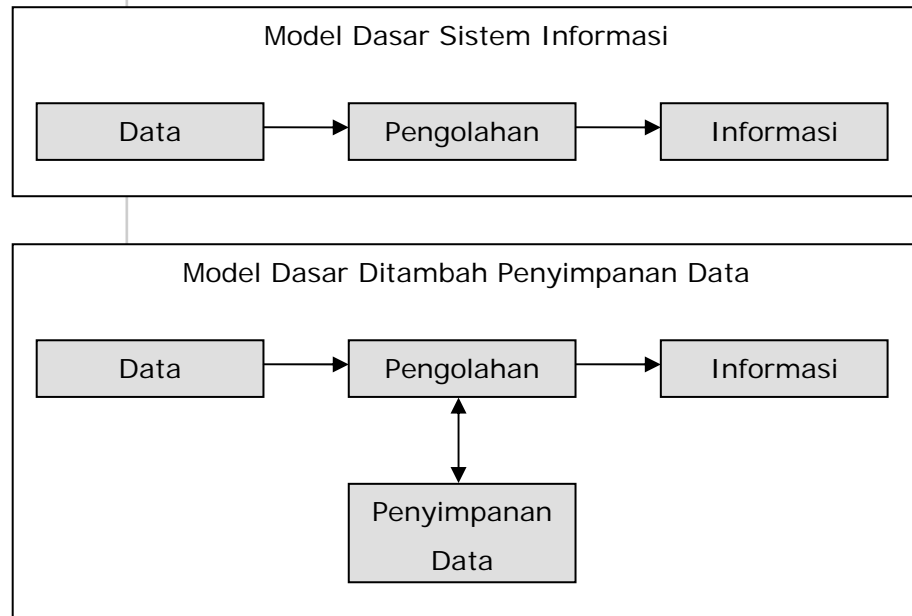 Model Dasar Sistem Informasi
Data
Pengolahan
Informasi
Model Dasar Ditambah Penyimpanan Data
Data
Pengolahan
Informasi
Penyimpanan
Data